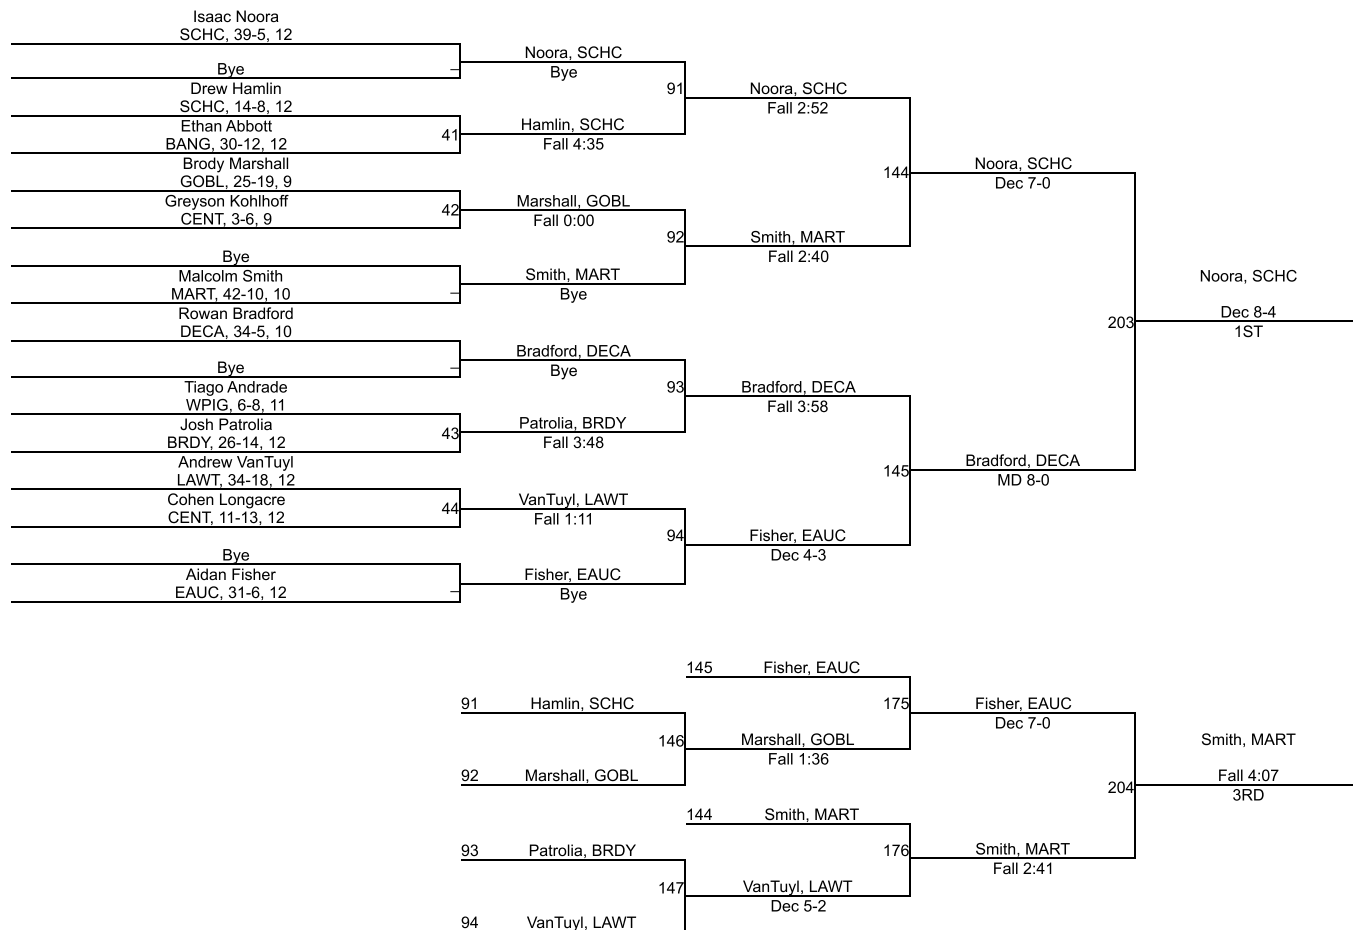 Isaac Noora
SCHC, 39-5, 12
Bye
Drew Hamlin
SCHC, 14-8, 12
Ethan Abbott
BANG, 30-12, 12
Brody Marshall
GOBL, 25-19, 9
Greyson Kohlhoff
CENT, 3-6, 9
Bye
Malcolm Smith
MART, 42-10, 10
Rowan Bradford
DECA, 34-5, 10
Bye
Tiago Andrade
WPIG, 6-8, 11
Josh Patrolia
BRDY, 26-14, 12
Andrew VanTuyl
LAWT, 34-18, 12
Cohen Longacre
CENT, 11-13, 12
Bye
Aidan Fisher
EAUC, 31-6, 12
Noora, SCHC
Bye
41
Hamlin, SCHC
Fall 4:35
42
Marshall, GOBL
Fall 0:00
Smith, MART
Bye
Bradford, DECA
Bye
43
Patrolia, BRDY
Fall 3:48
44
VanTuyl, LAWT
Fall 1:11
Fisher, EAUC
Bye
91
Noora, SCHC
Fall 2:52
92
Smith, MART
Fall 2:40
93
Bradford, DECA
Fall 3:58
94
Fisher, EAUC
Dec 4-3
144
Noora, SCHC
Dec 7-0
145
Bradford, DECA
MD 8-0
203
Noora, SCHC
Dec 8-4
1ST
91
Hamlin, SCHC
92
Marshall, GOBL
93
Patrolia, BRDY
94
VanTuyl, LAWT
145
Fisher, EAUC
146
Marshall, GOBL
Fall 1:36
144
Smith, MART
147
VanTuyl, LAWT
Dec 5-2
175
Fisher, EAUC
Dec 7-0
176
Smith, MART
Fall 2:41
204
Smith, MART
Fall 4:07
3RD